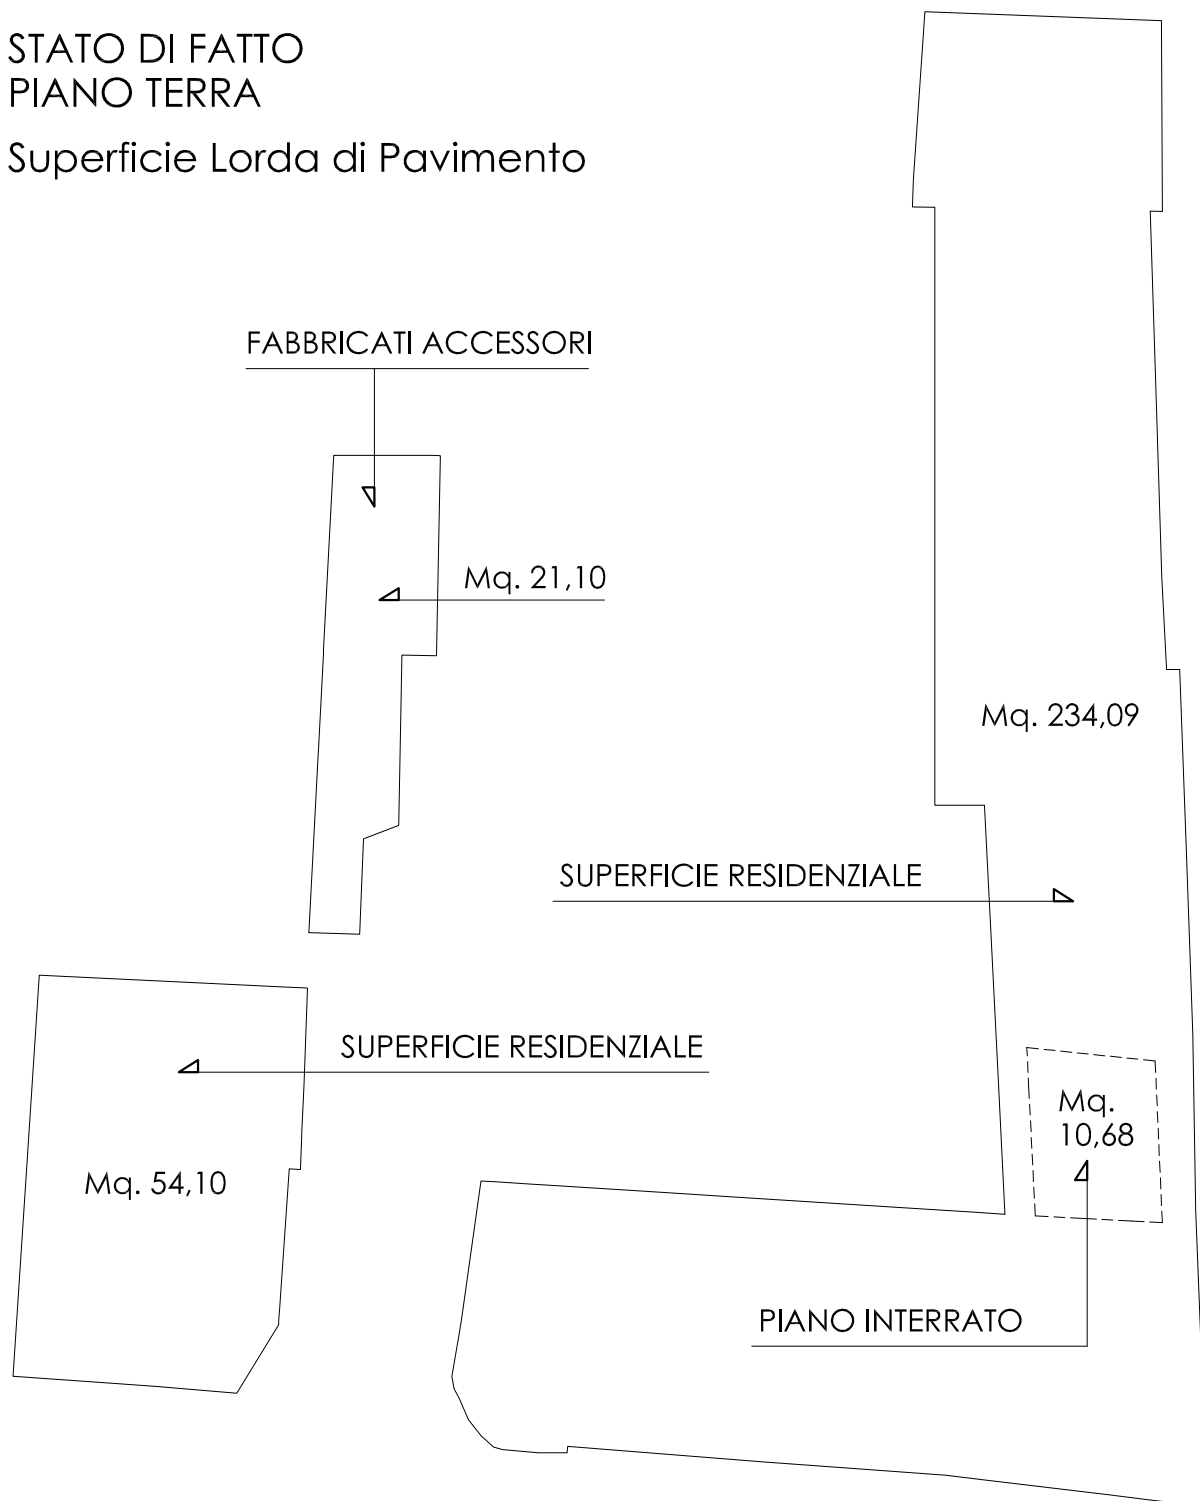 STATO DI FATTO
PIANO TERRA
Superficie Lorda di Pavimento
FABBRICATI ACCESSORI
Mq. 21,10
Mq. 234,09
SUPERFICIE RESIDENZIALE
SUPERFICIE RESIDENZIALE
Mq.
10,68
Mq. 54,10
PIANO INTERRATO